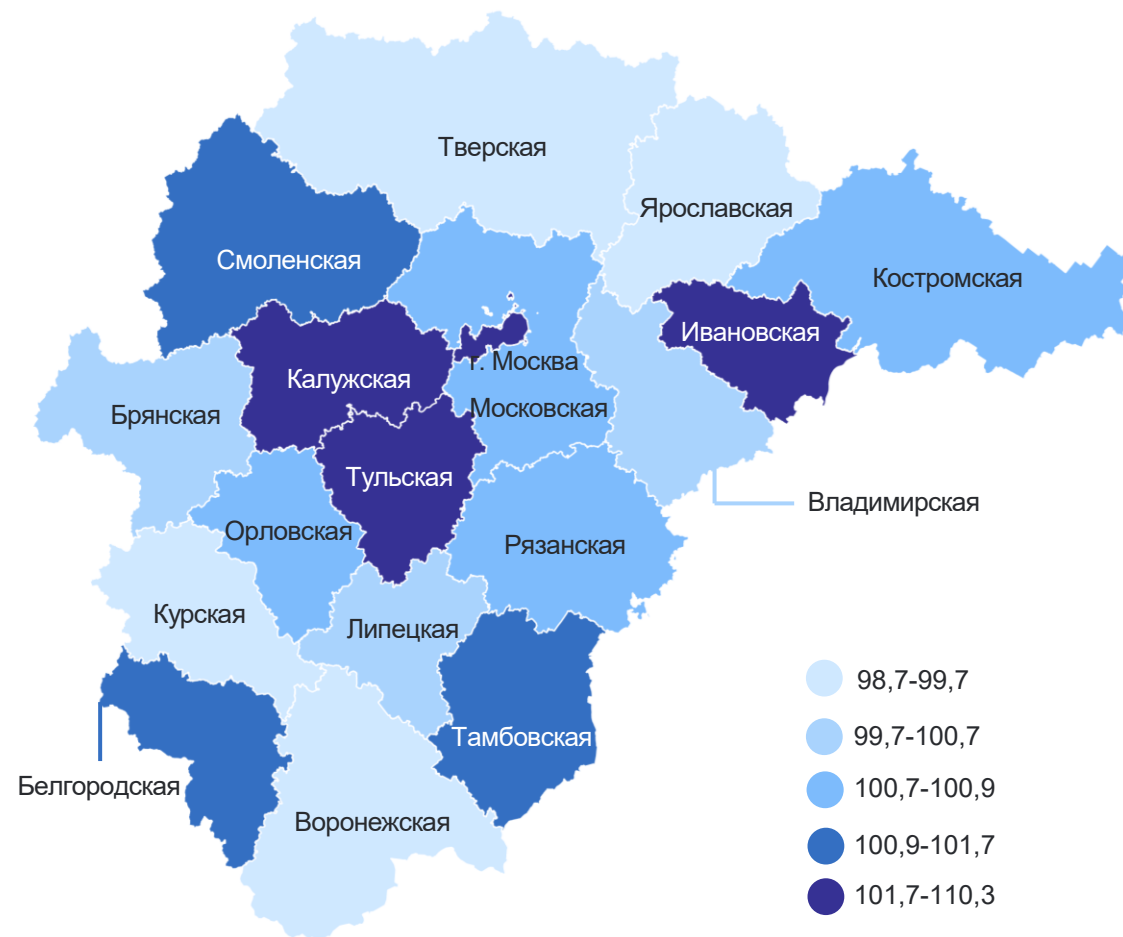 Тверская
Ярославская
Смоленская
Костромская
Ивановская
г. Москва
Калужская
Московская
Брянская
Тульская
Владимирская
Орловская
Рязанская
Курская
Липецкая
98,7-99,7
Тамбовская
99,7-100,7
Белгородская
100,7-100,9
Воронежская
100,9-101,7
101,7-110,3